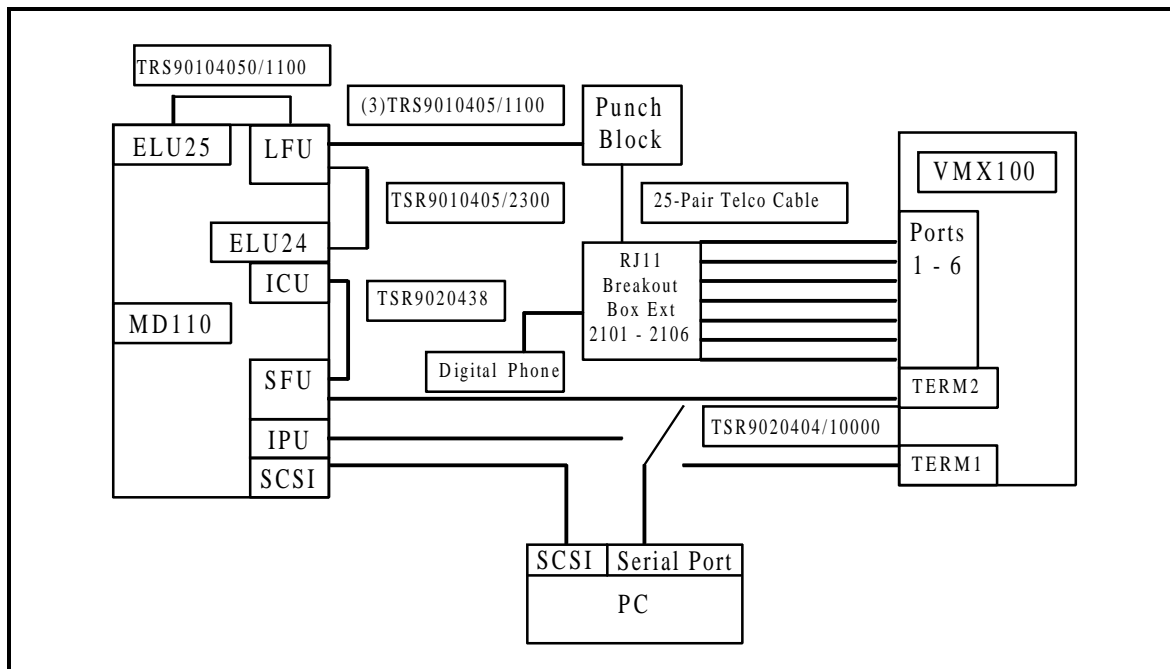 TRS90104050/1100
(3)TRS9010405/1100
Punch
Block
ELU25
LFU
VMX100
TSR9010405/2300
25-Pair Telco Cable
ELU24
Ports
1 - 6
ICU
RJ11
Breakout
Box Ext
2101 - 2106
TSR9020438
MD110
Digital Phone
SFU
TERM2
TSR9020404/10000
IPU
TERM1
SCSI
SCSI
Serial Port
PC